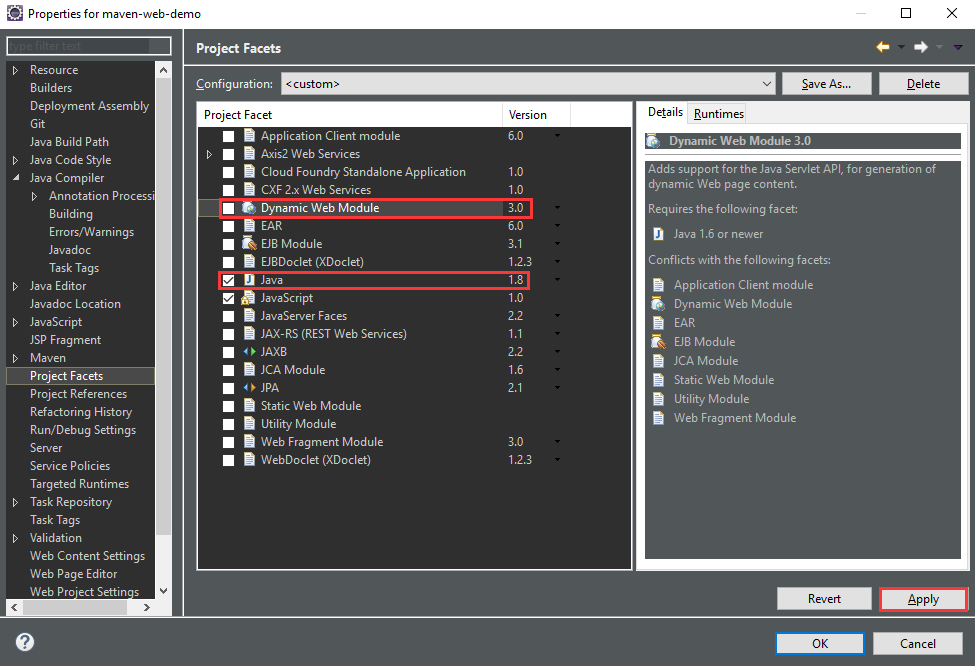 Properties for maven-web-demo
type filter text
Resource
Builders
Deployment Assembly
Git
Java Build Path
Java Code Style
Java Compiler
Annotation Processi
Building
Errors/Warnings
Javadoc
Task Tags
Java Editor
Javadoc Location
JavaScript
JSP Fragment
Maven
Project Facets
Project References
Refactoring History
Run/Debug Settings
Server
Service Policies
Targeted Runtimes
Task Repository
Task Tags
Validation
Web Content Settings
Web Page Editor
Web Project Settings
Project Facets
Configuration: <custom> Save As... Delete
Project Facet Version
Application Client module 6.0
Axis2 Web Services
Cloud Foundry Standalone Application 1.0
CXF 2.x Web Services 1.0
Dynamic Web Module 3.0
EAR 6.0
EJB Module 3.1
EJBDoclet (XDoclet) 1.2.3
Java 1.8
JavaScript 1.0
JavaServer Faces 2.2
JAX-RS (REST Web Services) 1.1
JAXB 2.2
JCA Module 1.6
JPA 2.1
Static Web Module
Utility Module
Web Fragment Module 3.0
WebDoclet (XDoclet) 1.2.3
Details Runtimes
Dynamic Web Module 3.0
Adds support for the Java Servlet API, for generation of
dynamic Web page content.
Requires the following facet:
Java 1.6 or newer
Conflicts with the following facets:
Application Client module
Dynamic Web Module
EAR
EJB Module
JCA Module
Static Web Module
Utility Module
Web Fragment Module
Revert Apply
OK Cancel